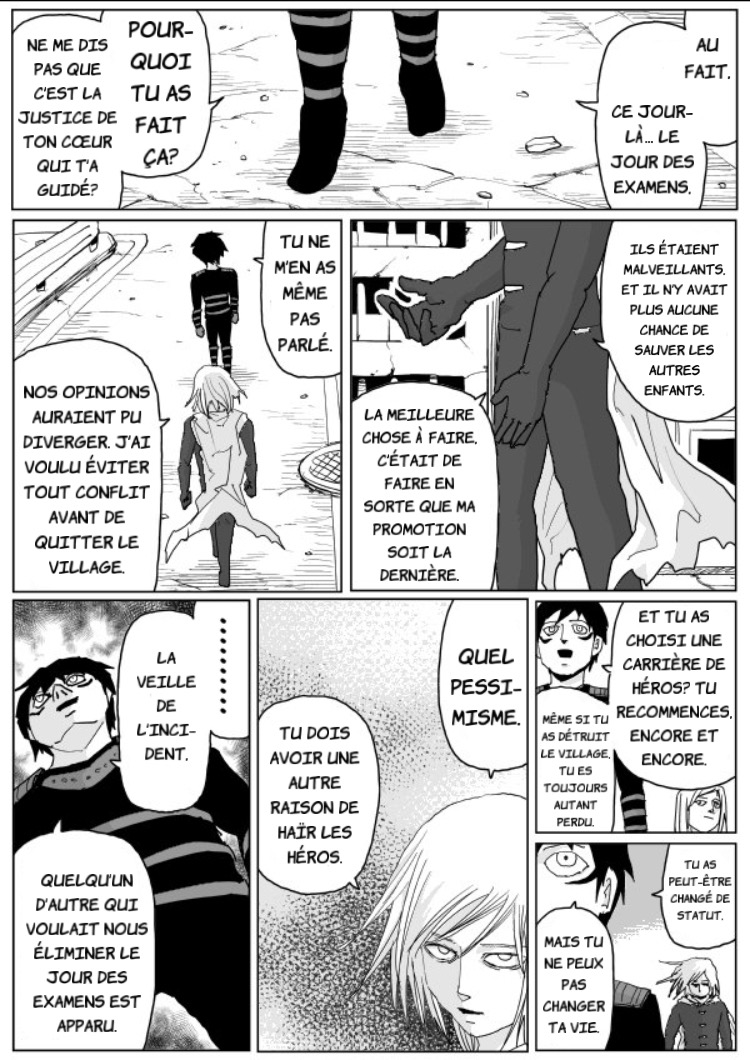 AU
FAIT.
CE JOUR-
LÀ... LE
JOUR DES
EXAMENS.
POUR-
QUOI
TU AS
FAIT
ÇA?
NE ME DIS
PAS QUE
C'EST LA
JUSTICE DE
TON CŒUR
QUI T'A
GUIDÉ?
ILS ÉTAIENT
MALVEILLANTS.
ET IL N'Y AVAIT
PLUS AUCUNE
CHANCE DE
SAUVER LES
AUTRES
ENFANTS.
LA MEILLEURE
CHOSE À FAIRE,
C'ÉTAIT DE
FAIRE EN
SORTE QUE MA
PROMOTION
SOIT LA
DERNIÈRE.
TU NE
M'EN AS
MÊME
PAS
PARLÉ.
NOS OPINIONS
AURAIENT PU
DIVERGER. J'AI
VOULU ÉVITER
TOUT CONFLIT
AVANT DE
QUITTER LE
VILLAGE.
ET TU AS
CHOISI UNE
CARRIÈRE DE
HÉROS? TU
RECOMMENCES,
ENCORE ET
ENCORE.
MÊME SI TU
AS DÉTRUIT
LE VILLAGE,
TU ES
TOUJOURS
AUTANT
PERDU.
TU AS
PEUT-ÊTRE
CHANGÉ DE
STATUT.
MAIS TU
NE PEUX
PAS
CHANGER
TA VIE.
QUEL
PESSI-
MISME.
TU DOIS
AVOIR UNE
AUTRE
RAISON DE
HAÏR LES
HÉROS.
........
LA
VEILLE
DE
L'INCI-
DENT,
QUELQU'UN
D'AUTRE QUI
VOULAIT NOUS
ÉLIMINER LE
JOUR DES
EXAMENS EST
APPARU.